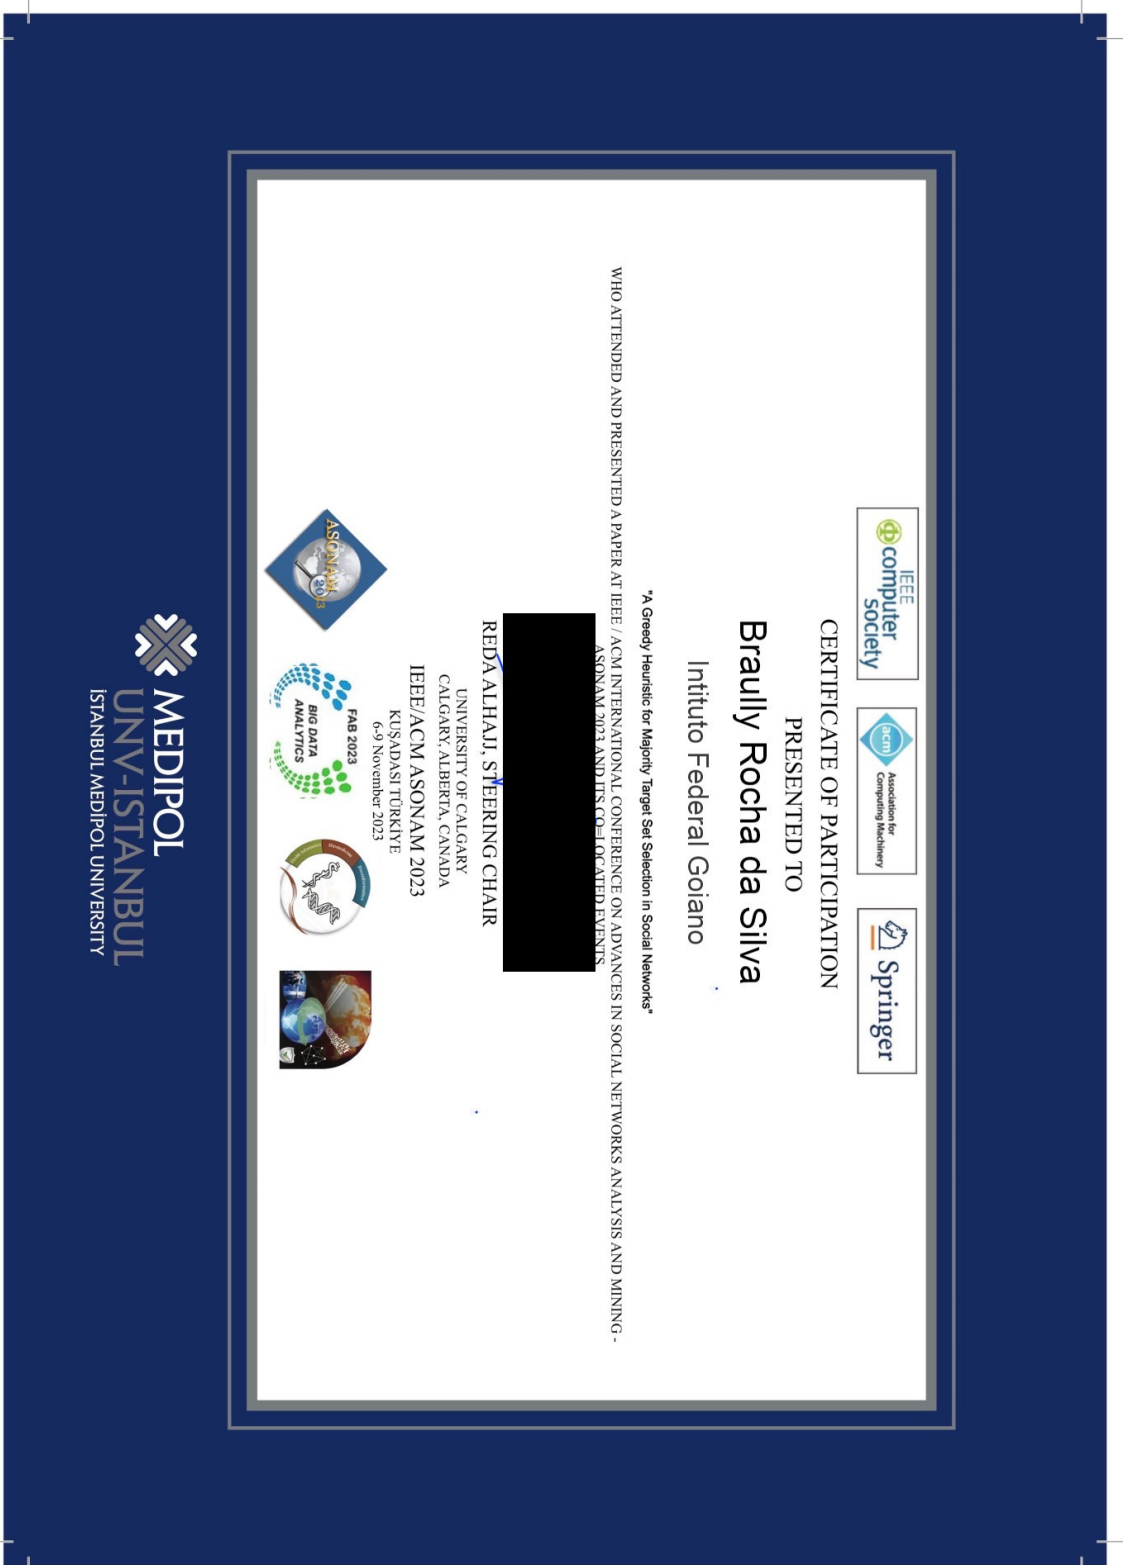 IEEE
computer
society
acm
Association for
Computing Machinery
Springer
CERTIFICATE OF PARTICIPATION
PRESENTED TO
Braully Rocha da Silva
Intituto Federal Goiano
"A Greedy Heuristic for Majority Target Set Selection in Social Networks"
WHO ATTENDED AND PRESENTED A PAPER AT IEEE / ACM INTERNATIONAL CONFERENCE ON ADVANCES IN SOCIAL NETWORKS ANALYSIS AND MINING -
ASONAM 2023 AND ITS CO=LOCATED EVENTS
REDA ALHAJJ, STEERING CHAIR
UNIVERSITY OF CALGARY
CALGARY, ALBERTA, CANADA
IEEE/ACM ASONAM 2023
KUŞADASI TÜRKİYE
6-9 November 2023
ASONAM
2023
FAB 2023
BIG DATA
ANALYTICS
MEDIPOL
UNV-ISTANBUL
İSTANBUL MEDİPOL UNIVERSITY